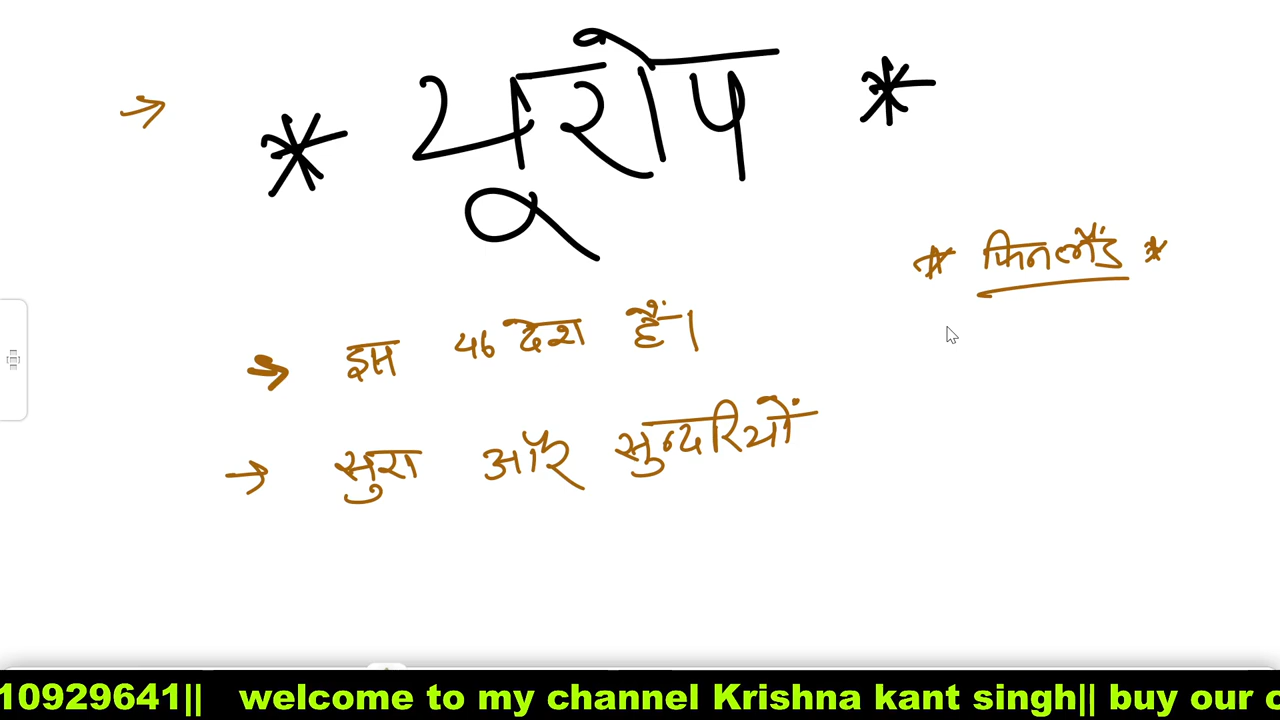 * यूरोप *
* फिनलैंड *
→ इस 46 देश हैं।
→ सुरा और सुन्दरियों
10929641|| welcome to my channel Krishna kant singh|| buy our c